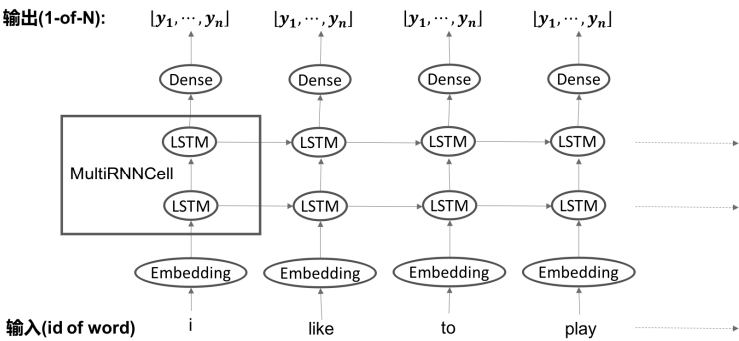 输出(1-of-N): ⌊y₁,⋯,yₙ⌋ ⌊y₁,⋯,yₙ⌋ ⌊y₁,⋯,yₙ⌋ ⌊y₁,⋯,yₙ⌋
Dense Dense Dense Dense
LSTM LSTM LSTM LSTM
MultiRNNCell
LSTM LSTM LSTM LSTM
Embedding Embedding Embedding Embedding
输入(id of word) i like to play